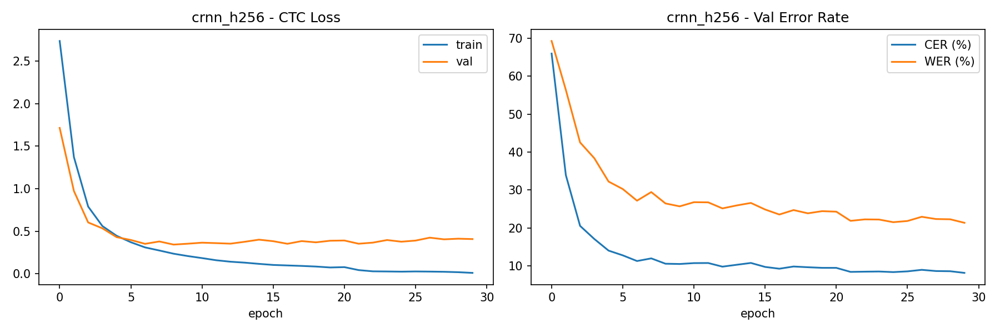 crnn_h256 - CTC Loss
train
val
2.5
2.0
1.5
1.0
0.5
0.0
0 5 10 15 20 25 30
epoch
crnn_h256 - Val Error Rate
CER (%)
WER (%)
70
60
50
40
30
20
10
0 5 10 15 20 25 30
epoch